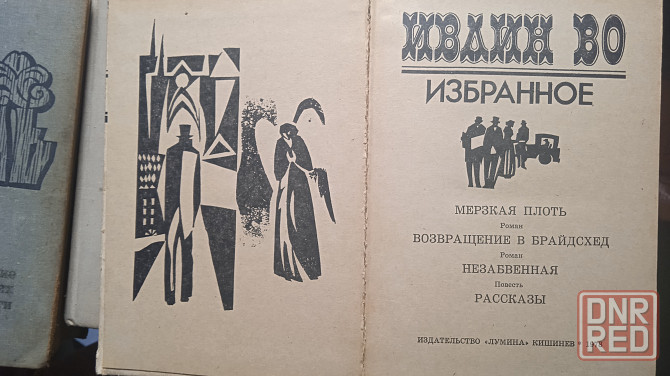 ИВЛИН ВО
ИЗБРАННОЕ
МЕРЗКАЯ ПЛОТЬ
Роман
ВОЗВРАЩЕНИЕ В БРАЙДСХЕД
Роман
НЕЗАБВЕННАЯ
Повесть
РАССКАЗЫ
ИЗДАТЕЛЬСТВО «ЛУМИНА» КИШИНЕВ
DNR
RED